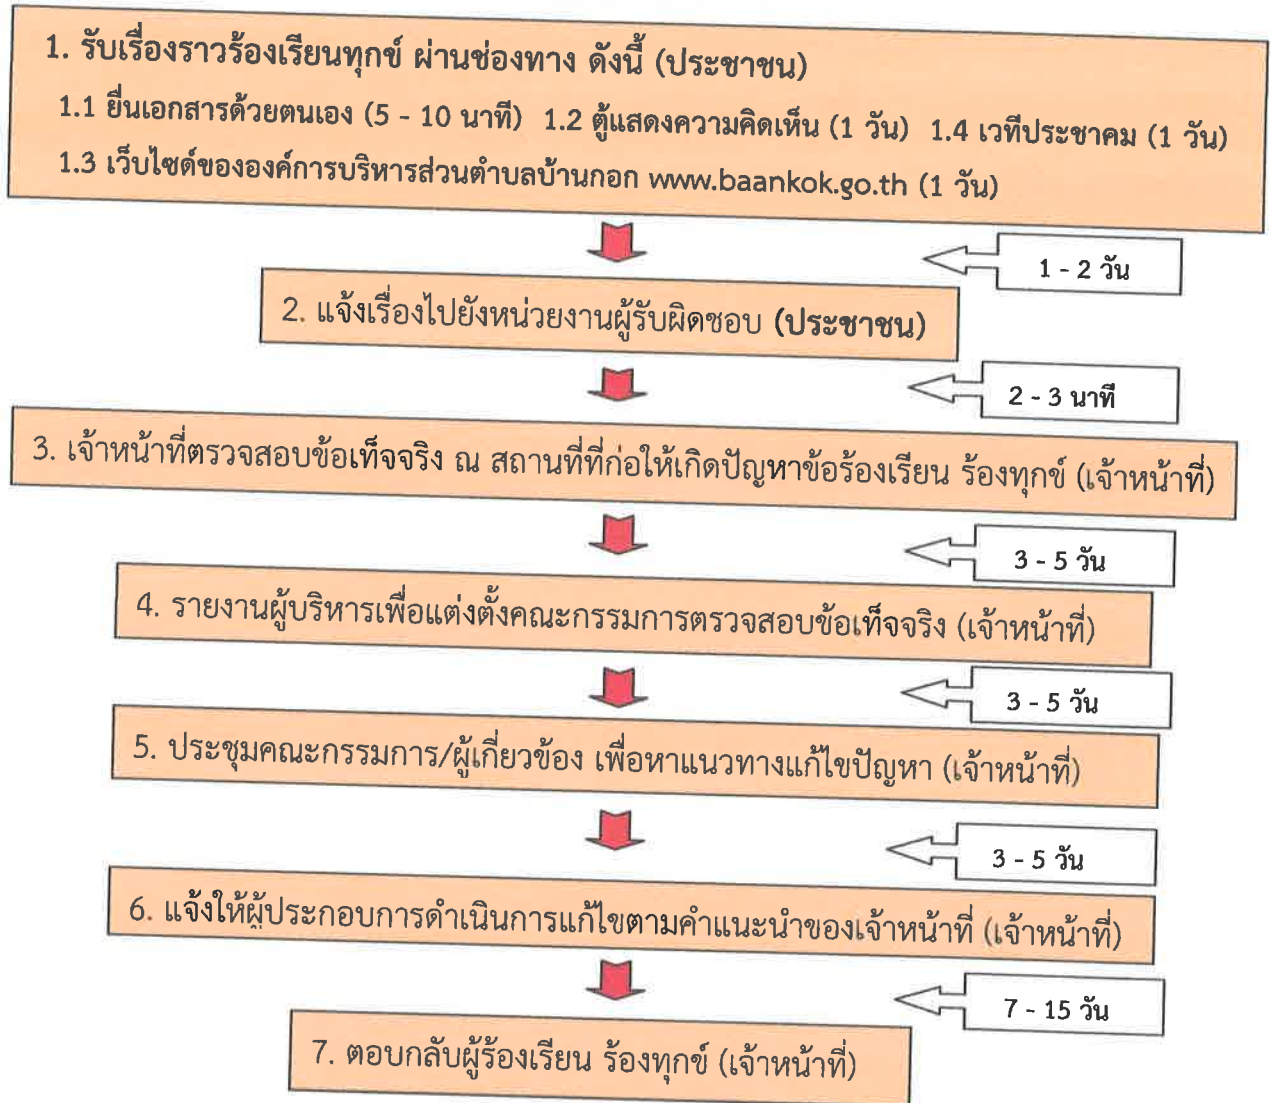 1. รับเรื่องราวร้องเรียนทุกข์ ผ่านช่องทาง ดังนี้ (ประชาชน)
1.1 ยื่นเอกสารด้วยตนเอง (5 - 10 นาที) 1.2 ตู้แสดงความคิดเห็น (1 วัน) 1.4 เวทีประชาคม (1 วัน)
1.3 เว็บไซด์ขององค์การบริหารส่วนตำบลบ้านกอก www.baankok.go.th (1 วัน)
1 - 2 วัน
2. แจ้งเรื่องไปยังหน่วยงานผู้รับผิดชอบ (ประชาชน)
2 - 3 นาที
3. เจ้าหน้าที่ตรวจสอบข้อเท็จจริง ณ สถานที่ที่ก่อให้เกิดปัญหาข้อร้องเรียน ร้องทุกข์ (เจ้าหน้าที่)
3 - 5 วัน
4. รายงานผู้บริหารเพื่อแต่งตั้งคณะกรรมการตรวจสอบข้อเท็จจริง (เจ้าหน้าที่)
3 - 5 วัน
5. ประชุมคณะกรรมการ/ผู้เกี่ยวข้อง เพื่อหาแนวทางแก้ไขปัญหา (เจ้าหน้าที่)
3 - 5 วัน
6. แจ้งให้ผู้ประกอบการดำเนินการแก้ไขตามคำแนะนำของเจ้าหน้าที่ (เจ้าหน้าที่)
7 - 15 วัน
7. ตอบกลับผู้ร้องเรียน ร้องทุกข์ (เจ้าหน้าที่)